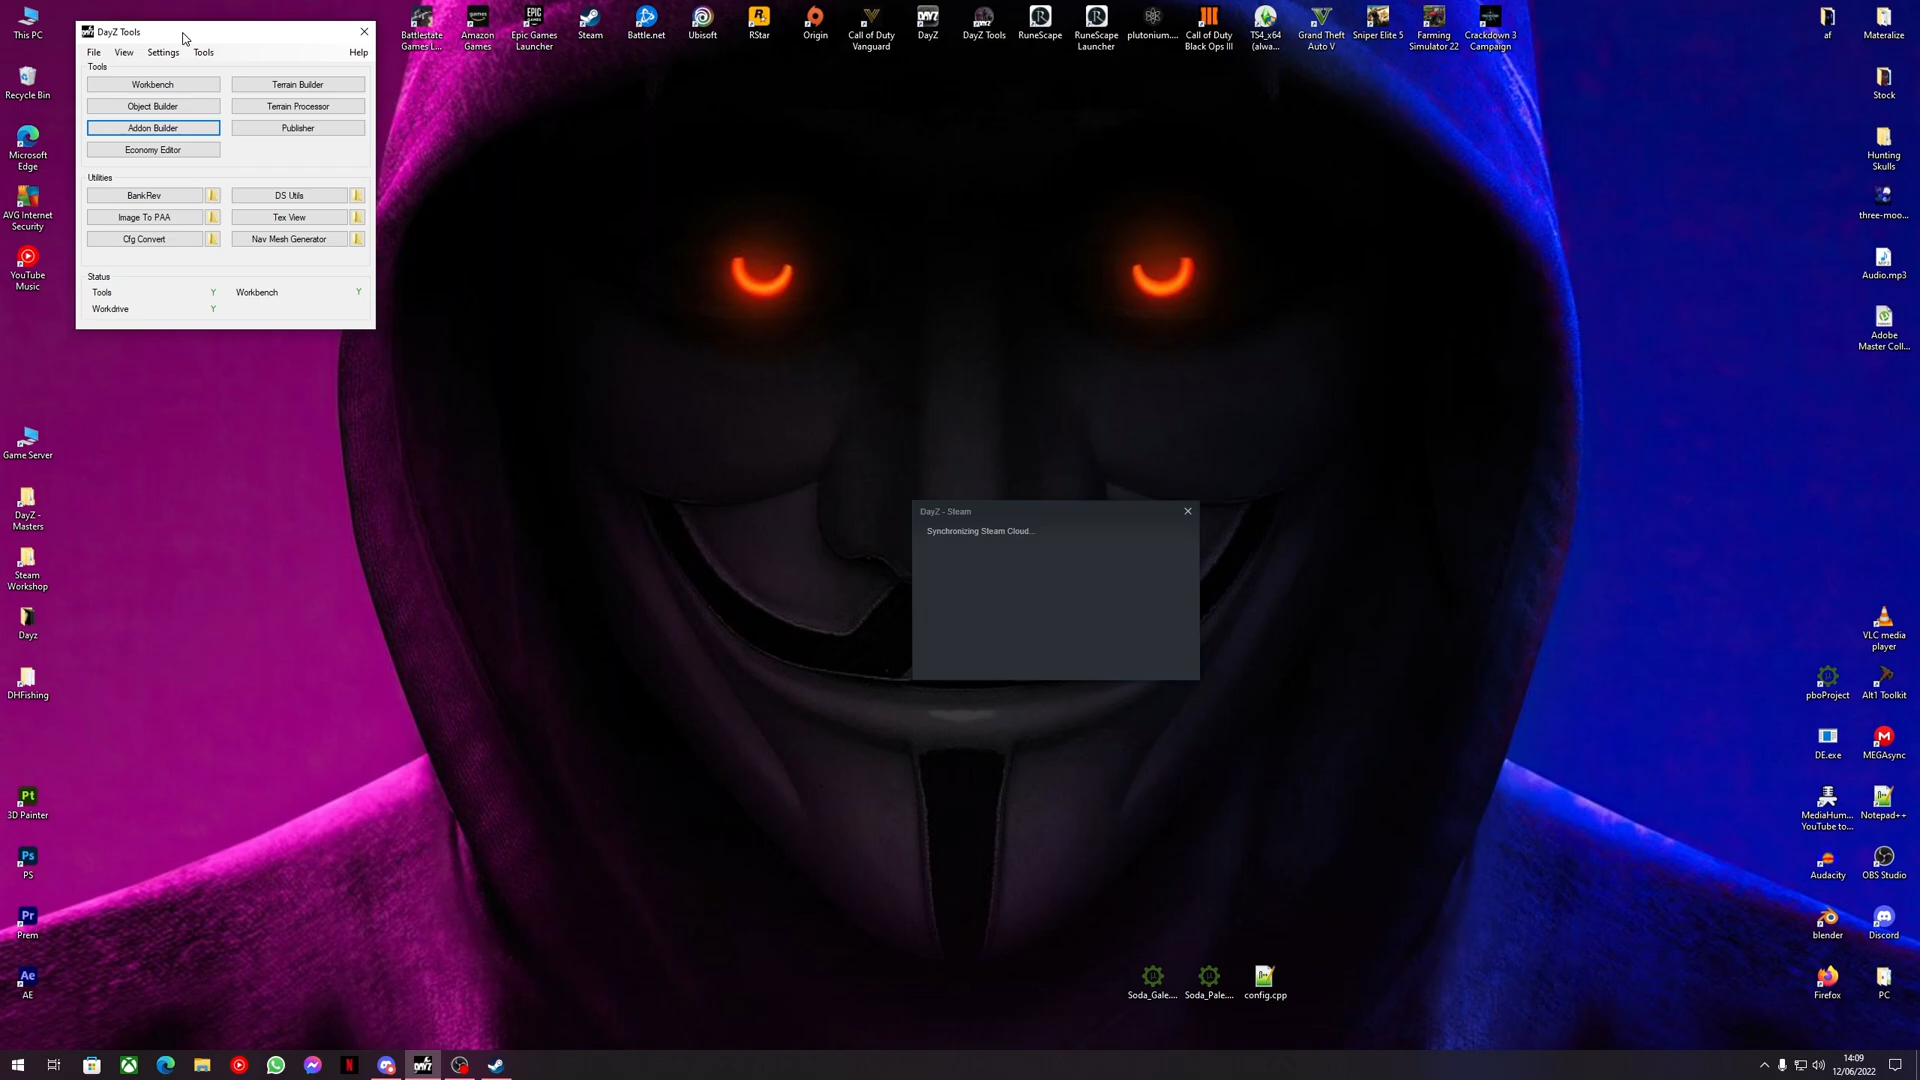 DayZ Tools
File View Settings Tools Help
Tools
Workbench Terrain Builder
Object Builder Terrain Processor
Addon Builder Publisher
Economy Editor
Utilities
BankRev DS Utils
Image To PAA Tex View
Cfg Convert Nav Mesh Generator
Status
Tools Y Workbench Y
Workdrive Y
DayZ - Steam
Synchronizing Steam Cloud...
This PC
Recycle Bin
Microsoft
Edge
AVG Internet
Security
YouTube
Music
Game Server
DayZ -
Masters
Steam
Workshop
Dayz
DHFishing
3D Painter
PS
Prem
AE
Battlestate
Games L...
Amazon
Games
Epic Games
Launcher
Steam
Battle.net
Ubisoft
RStar
Origin
Call of Duty
Vanguard
DayZ
DayZ Tools
RuneScape
RuneScape
Launcher
plutonium....
Call of Duty
Black Ops III
TS4_x64
(alwa...
Grand Theft
Auto V
Sniper Elite 5
Farming
Simulator 22
Crackdown 3
Campaign
af
Materialize
Stock
Hunting
Skulls
three-moo...
Audio.mp3
Adobe
Master Coll...
VLC media
player
pboProject
Alt1 Toolkit
DE.exe
MEGAsync
MediaHum...
YouTube to...
Notepad++
Audacity
OBS Studio
blender
Discord
Firefox
PC
Soda_Gale....
Soda_Pale....
config.cpp
14:09
12/06/2022